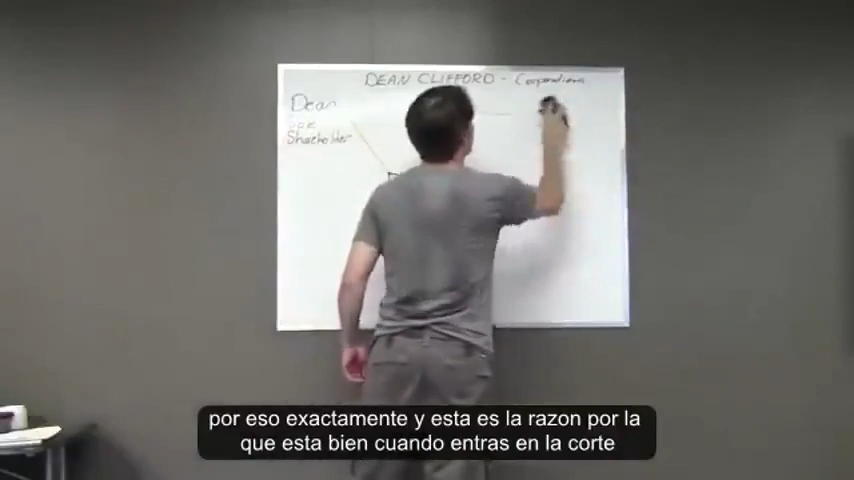 DEAN CLIFFORD -
Dean
Shareholder
por eso exactamente y esta es la razon por la
que esta bien cuando entras en la corte